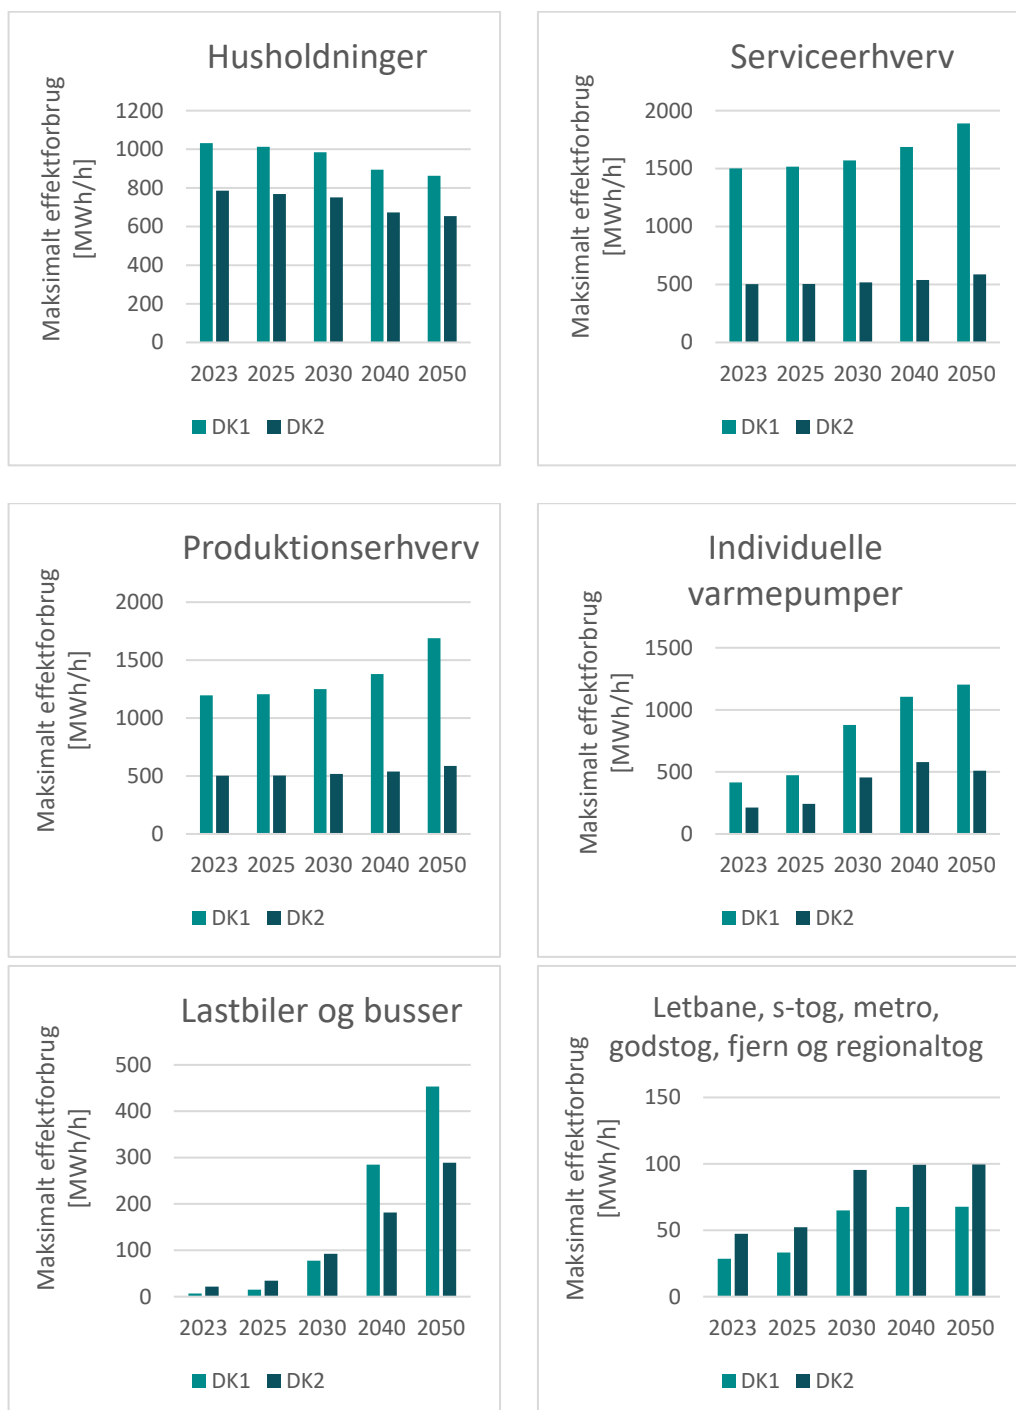 Husholdninger
Maksimalt effektforbrug
[MWh/h]
1200
1000
800
600
400
200
0
2023 2025 2030 2040 2050
DK1 DK2
Serviceerhverv
Maksimalt effektforbrug
[MWh/h]
2000
1500
1000
500
0
2023 2025 2030 2040 2050
DK1 DK2
Produktionserhverv
Maksimalt effektforbrug
[MWh/h]
2000
1500
1000
500
0
2023 2025 2030 2040 2050
DK1 DK2
Individuelle
varmepumper
Maksimalt effektforbrug
[MWh/h]
1500
1000
500
0
2023 2025 2030 2040 2050
DK1 DK2
Lastbiler og busser
Maksimalt effektforbrug
[MWh/h]
500
400
300
200
100
0
2023 2025 2030 2040 2050
DK1 DK2
Letbane, s-tog, metro,
godstog, fjern og regionaltog
Maksimalt effektforbrug
[MWh/h]
150
100
50
0
2023 2025 2030 2040 2050
DK1 DK2